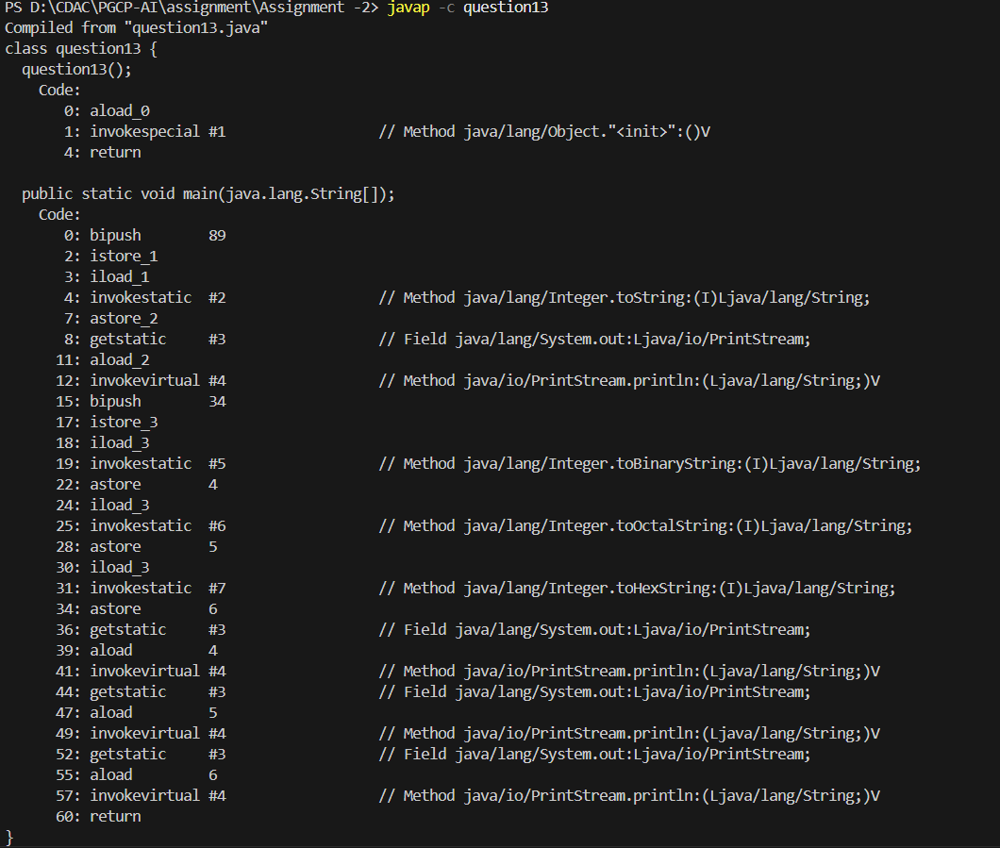 PS D:\CDAC\PGCP-AI\assignment\Assignment -2> javap -c question13
Compiled from "question13.java"
class question13 {
  question13();
    Code:
       0: aload_0
       1: invokespecial #1                  // Method java/lang/Object."<init>":()V
       4: return

  public static void main(java.lang.String[]);
    Code:
       0: bipush        89
       2: istore_1
       3: iload_1
       4: invokestatic  #2                  // Method java/lang/Integer.toString:(I)Ljava/lang/String;
       7: astore_2
       8: getstatic     #3                  // Field java/lang/System.out:Ljava/io/PrintStream;
      11: aload_2
      12: invokevirtual #4                  // Method java/io/PrintStream.println:(Ljava/lang/String;)V
      15: bipush        34
      17: istore_3
      18: iload_3
      19: invokestatic  #5                  // Method java/lang/Integer.toBinaryString:(I)Ljava/lang/String;
      22: astore        4
      24: iload_3
      25: invokestatic  #6                  // Method java/lang/Integer.toOctalString:(I)Ljava/lang/String;
      28: astore        5
      30: iload_3
      31: invokestatic  #7                  // Method java/lang/Integer.toHexString:(I)Ljava/lang/String;
      34: astore        6
      36: getstatic     #3                  // Field java/lang/System.out:Ljava/io/PrintStream;
      39: aload         4
      41: invokevirtual #4                  // Method java/io/PrintStream.println:(Ljava/lang/String;)V
      44: getstatic     #3                  // Field java/lang/System.out:Ljava/io/PrintStream;
      47: aload         5
      49: invokevirtual #4                  // Method java/io/PrintStream.println:(Ljava/lang/String;)V
      52: getstatic     #3                  // Field java/lang/System.out:Ljava/io/PrintStream;
      55: aload         6
      57: invokevirtual #4                  // Method java/io/PrintStream.println:(Ljava/lang/String;)V
      60: return
}